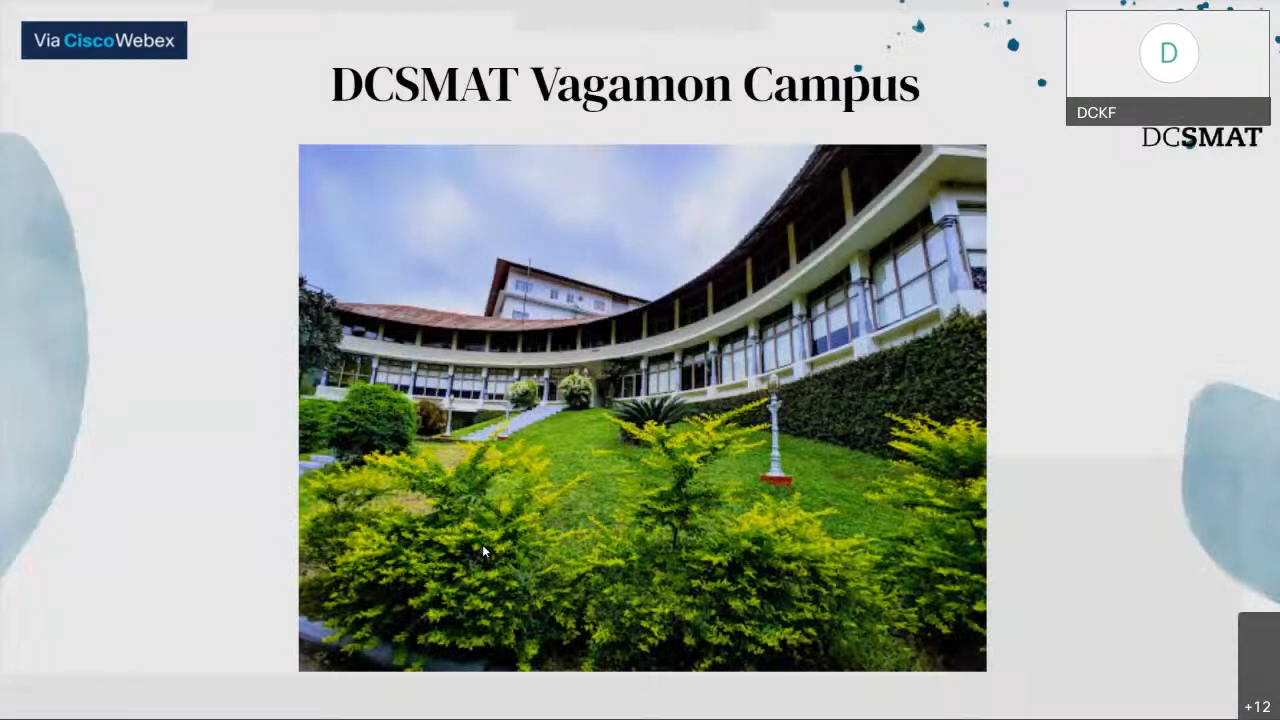 Via CiscoWebex
DCSMAT Vagamon Campus
D
DCKF
DCSMAT
+12